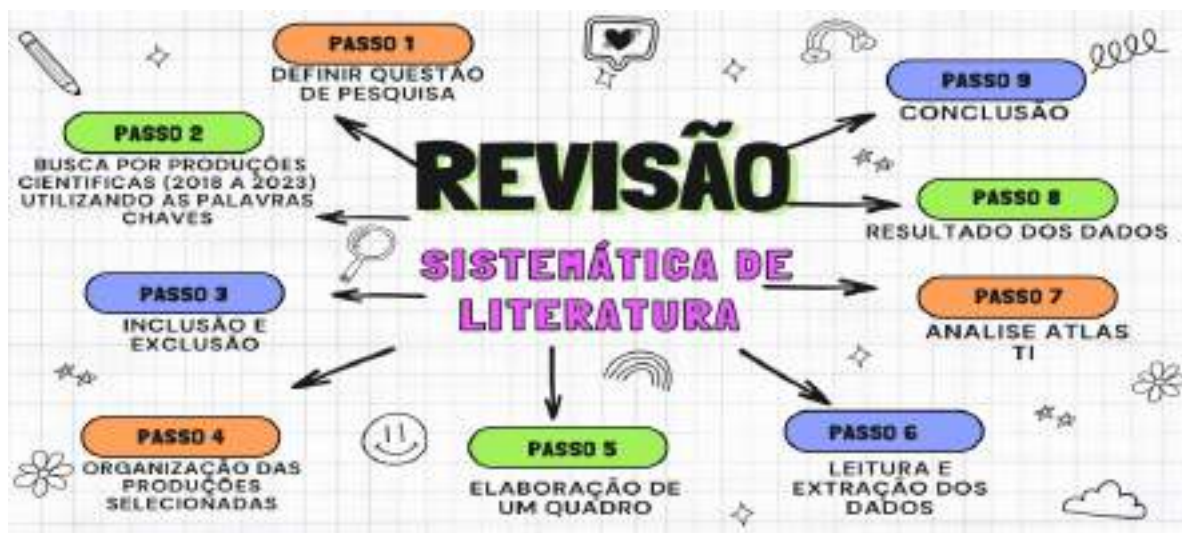 REVISÃO
SISTEMÁTICA DE
LITERATURA
PASSO 1
DEFINIR QUESTÃO
DE PESQUISA
PASSO 2
BUSCA POR PRODUÇÕES
CIENTIFICAS (2018 A 2023)
UTILIZANDO AS PALAVRAS
CHAVES
PASSO 3
INCLUSÃO E
EXCLUSÃO
PASSO 4
ORGANIZAÇÃO DAS
PRODUÇÕES
SELECIONADAS
PASSO 5
ELABORAÇÃO DE
UM QUADRO
PASSO 6
LEITURA E
EXTRAÇÃO DOS
DADOS
PASSO 7
ANALISE ATLAS
TI
PASSO 8
RESULTADO DOS DADOS
PASSO 9
CONCLUSÃO